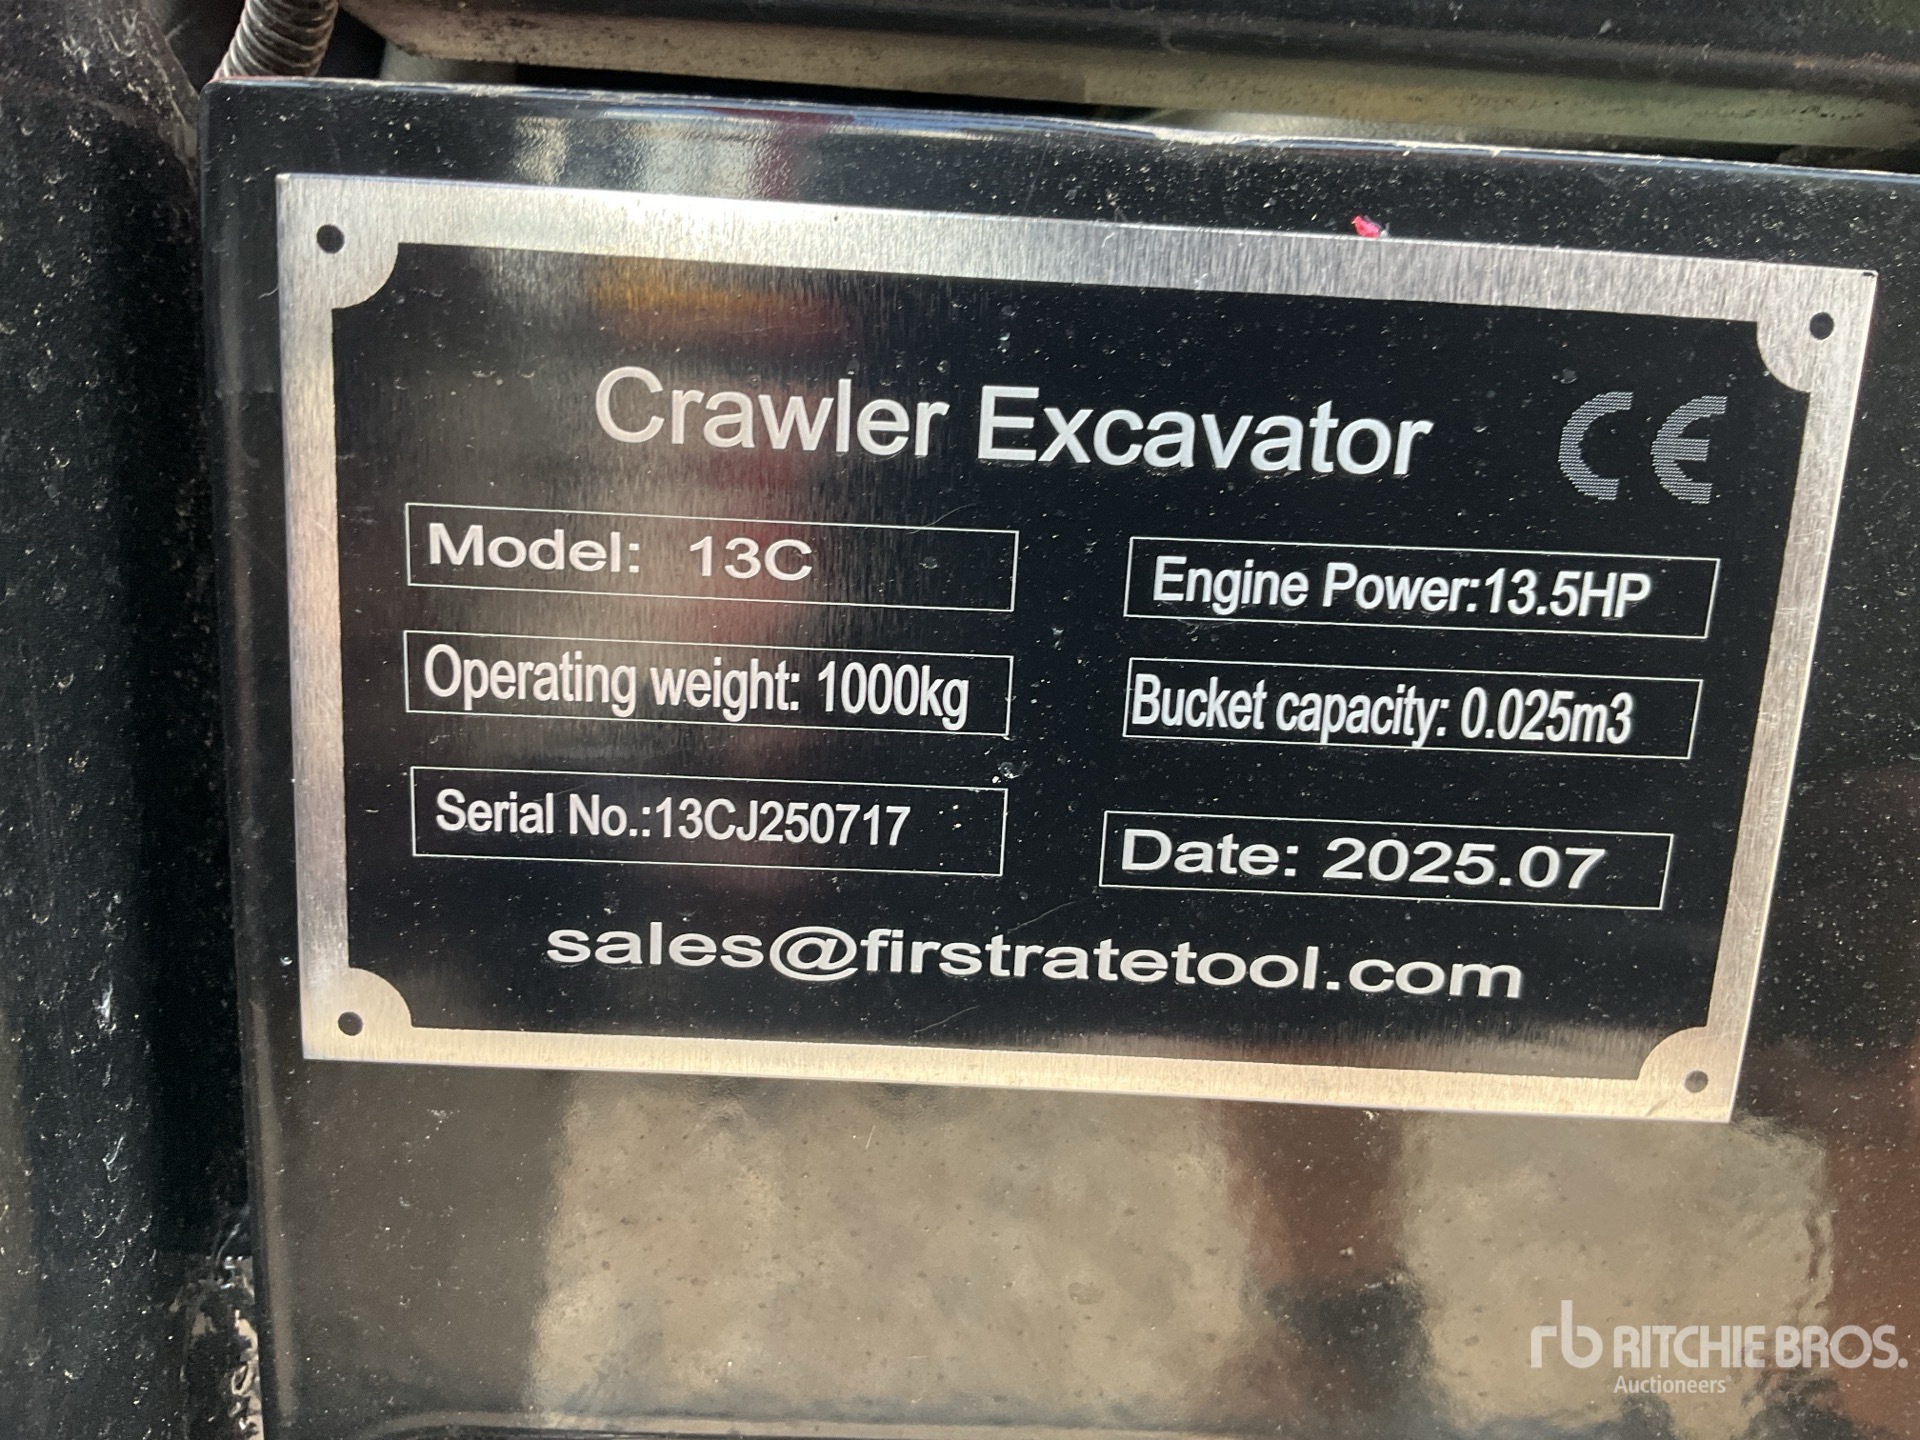 Crawler Excavator CE
Model: 13C
Engine Power:13.5HP
Operating weight: 1000kg
Bucket capacity: 0.025m3
Serial No.:13CJ250717
Date: 2025.07
sales@firstratetool.com
rb RITCHIE BROS.
Auctioneers